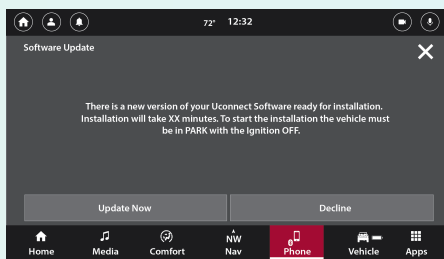 72° 12:32
Software Update
There is a new version of your Uconnect Software ready for installation.
Installation will take XX minutes. To start the installation the vehicle must
be in PARK with the Ignition OFF.
Update Now Decline
NW
0
Home Media Comfort Nav Phone Vehicle Apps